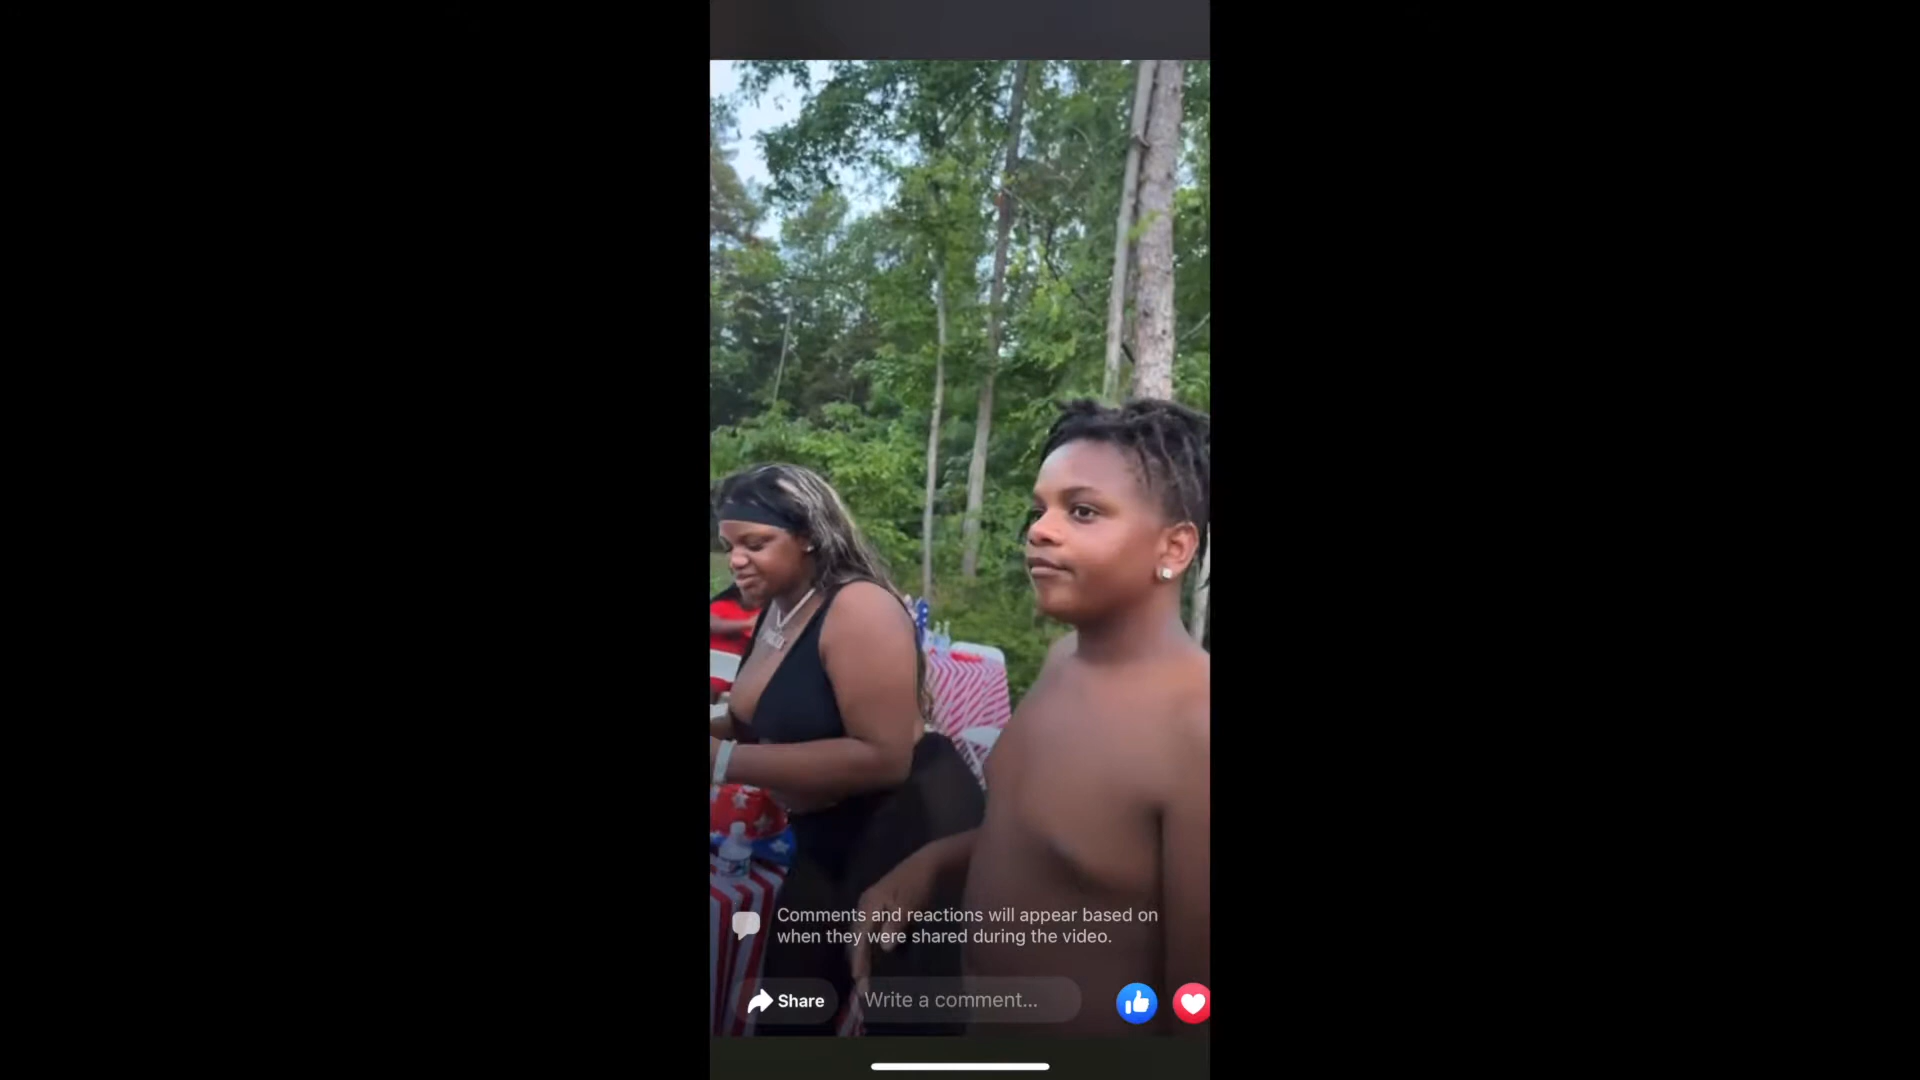 Comments and reactions will appear based on
when they were shared during the video.
Share
Write a comment...